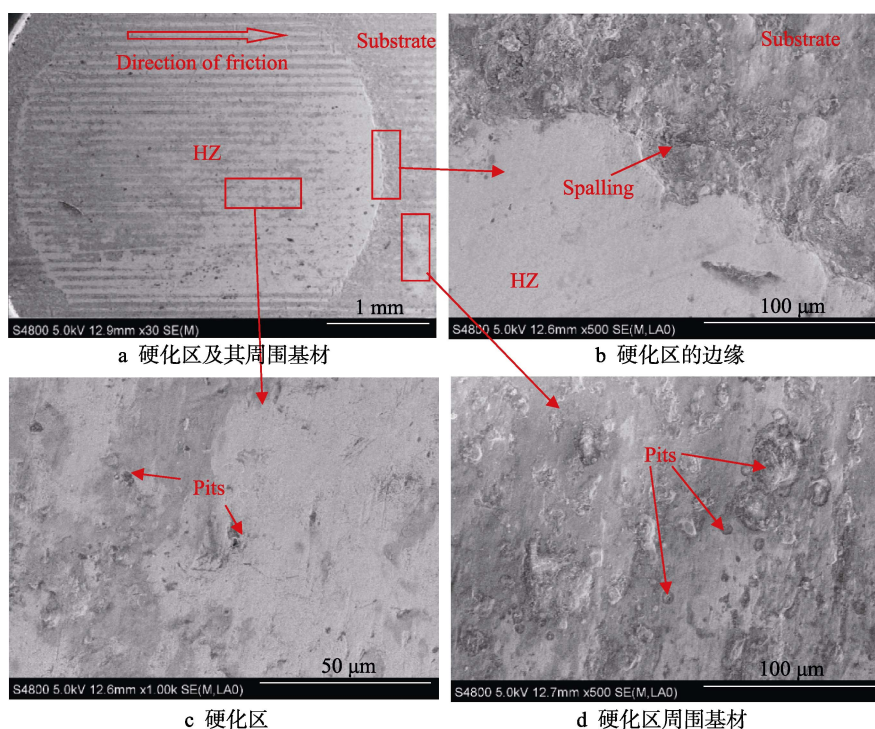 Substrate
Direction of friction
HZ
1 mm
S4800 5.0kV 12.9mm x30 SE(M)
a 硬化区及其周围基材
Substrate
Spalling
HZ
100 μm
S4800 5.0kV 12.6mm x500 SE(M,LA0)
b 硬化区的边缘
Pits
50 μm
S4800 5.0kV 12.6mm x1.00k SE(M,LA0)
c 硬化区
Pits
100 μm
S4800 5.0kV 12.7mm x500 SE(M,LA0)
d 硬化区周围基材